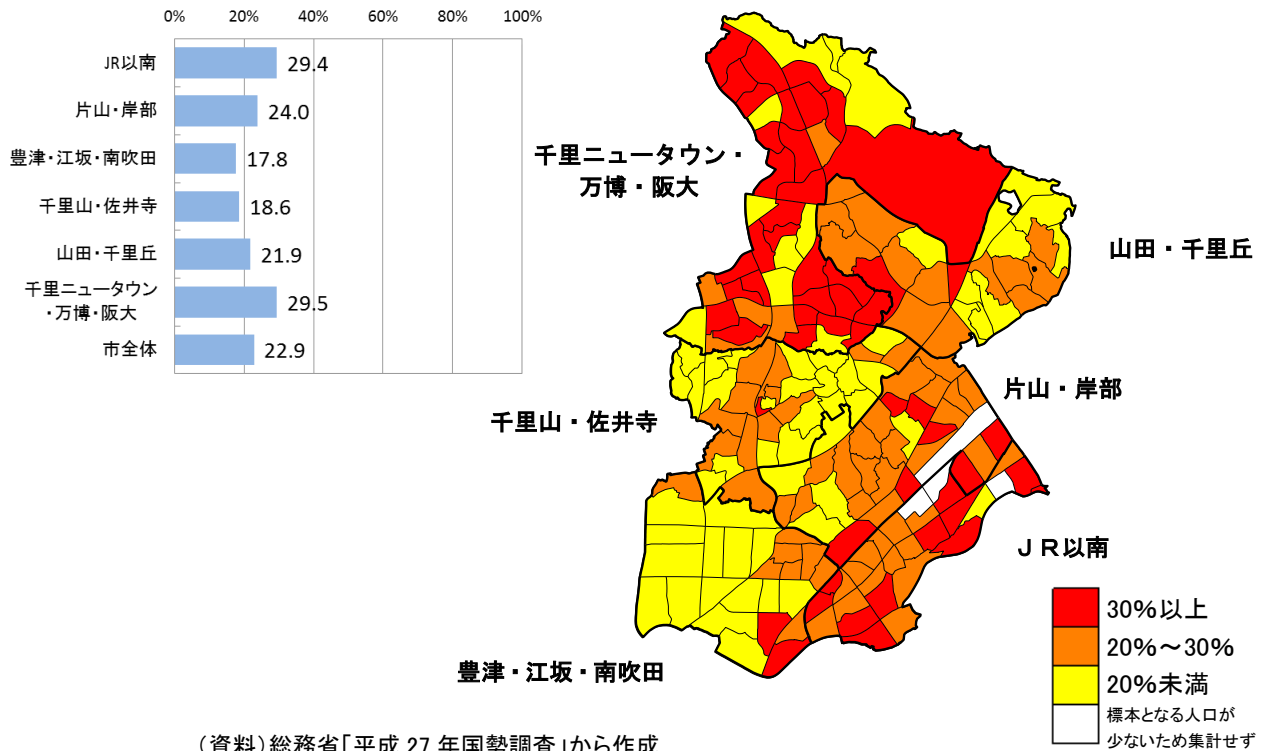 0% 20% 40% 60% 80% 100%
JR以南 29.4
片山・岸部 24.0
豊津・江坂・南吹田 17.8
千里山・佐井寺 18.6
山田・千里丘 21.9
千里ニュータウン
・万博・阪大 29.5
市全体 22.9
千里ニュータウン・
万博・阪大
山田・千里丘
片山・岸部
千里山・佐井寺
ＪＲ以南
豊津・江坂・南吹田
30%以上
20%～30%
20%未満
標本となる人口が
少ないため集計せず
（資料）総務省「平成 27 年国勢調査」から作成